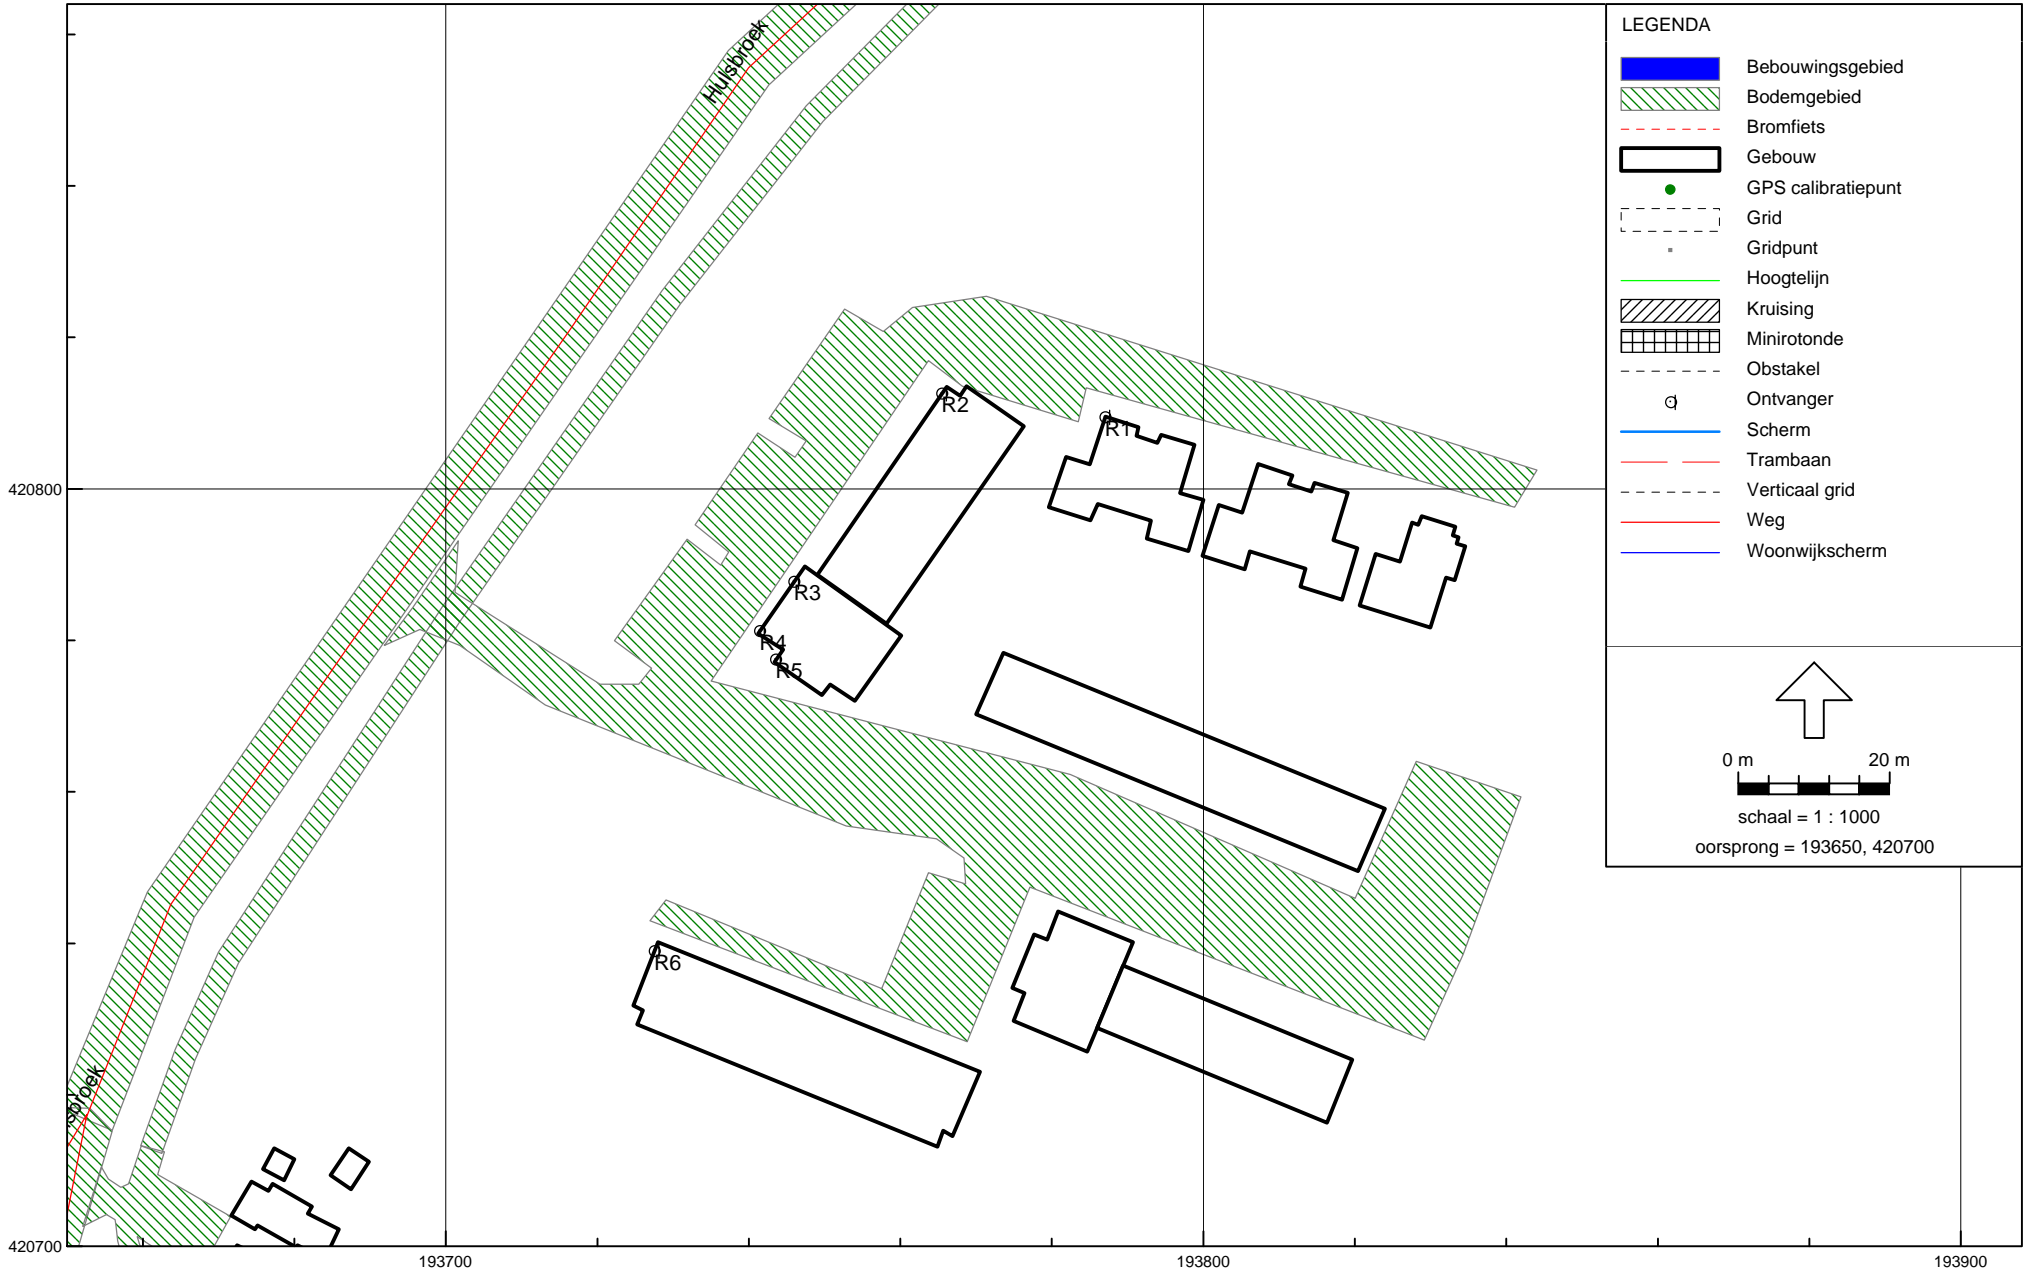 Hulsbroek
sbroek
R2
R1
R3
R4
R5
R6
420800
420700
193700
193800
193900
LEGENDA
Bebouwingsgebied
Bodemgebied
Bromfiets
Gebouw
GPS calibratiepunt
Grid
Gridpunt
Hoogtelijn
Kruising
Minirotonde
Obstakel
Ontvanger
Scherm
Trambaan
Verticaal grid
Weg
Woonwijkscherm
0 m
20 m
schaal = 1 : 1000
oorsprong = 193650, 420700